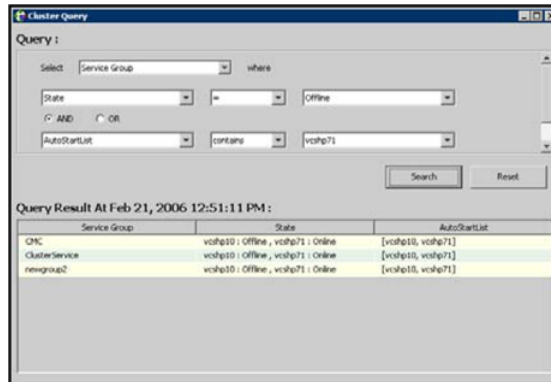 Cluster Query
Query :
Select Service Group where
State = Offline
AND OR
AutoStartList contains vcshp71
Search Reset
Query Result At Feb 21, 2006 12:51:11 PM :
Service Group State AutoStartList
CMC vcshp10 : Offline , vcshp71 : Online [vcshp10, vcshp71]
ClusterService vcshp10 : Offline , vcshp71 : Online [vcshp10, vcshp71]
newgroup2 vcshp10 : Offline , vcshp71 : Online [vcshp10, vcshp71]